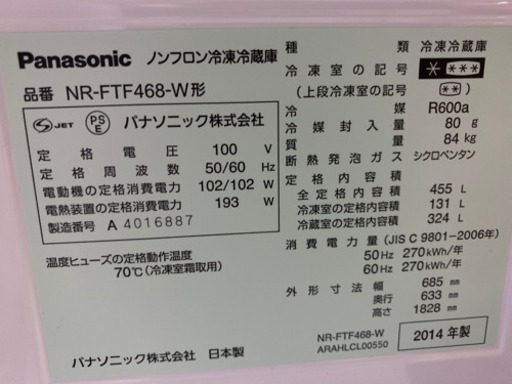 Panasonic ノンフロン冷凍冷蔵庫
品番 NR-FTF468-W形
S JET PS E パナソニック株式会社
定格電圧 100 V
定格周波数 50/60 Hz
電動機の定格消費電力 102/102 W
電熱装置の定格消費電力 193 W
製造番号 A 4016887
温度ヒューズの定格動作温度
70℃(冷凍室霜取用)
パナソニック株式会社 日本製
種類 冷凍冷蔵庫
冷凍室の記号 * ***
(上段冷凍室の記号) **
冷媒 R600a
冷媒封入量 80 g
質量 84 kg
断熱発泡ガス シクロペンタン
定格内容積
全定格内容積 455 L
冷凍室の定格内容積 131 L
冷蔵室の定格内容積 324 L
消費電力量(JIS C 9801-2006年)
50Hz 270kWh/年
60Hz 270kWh/年
外形寸法 幅 685 mm
奥行 633 mm
高さ 1828 mm
NR-FTF468-W
ARAHLCL00550
2014年製